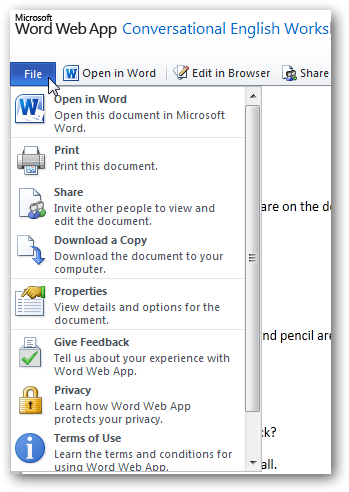 Microsoft
Word Web App Conversational English Works
File Open in Word Edit in Browser Share
Open in Word
Open this document in Microsoft
Word.
Print
Print this document.
Share
Invite other people to view and
edit the document.
are on the d
Download a Copy
Download the document to your
computer.
Properties
View details and options for the
document.
nd pencil are
Give Feedback
Tell us about your experience with
Word Web App.
Privacy
Learn how Word Web App
protects your privacy.
Terms of Use
ck?
Learn the terms and conditions for
using Word Web App.
all.